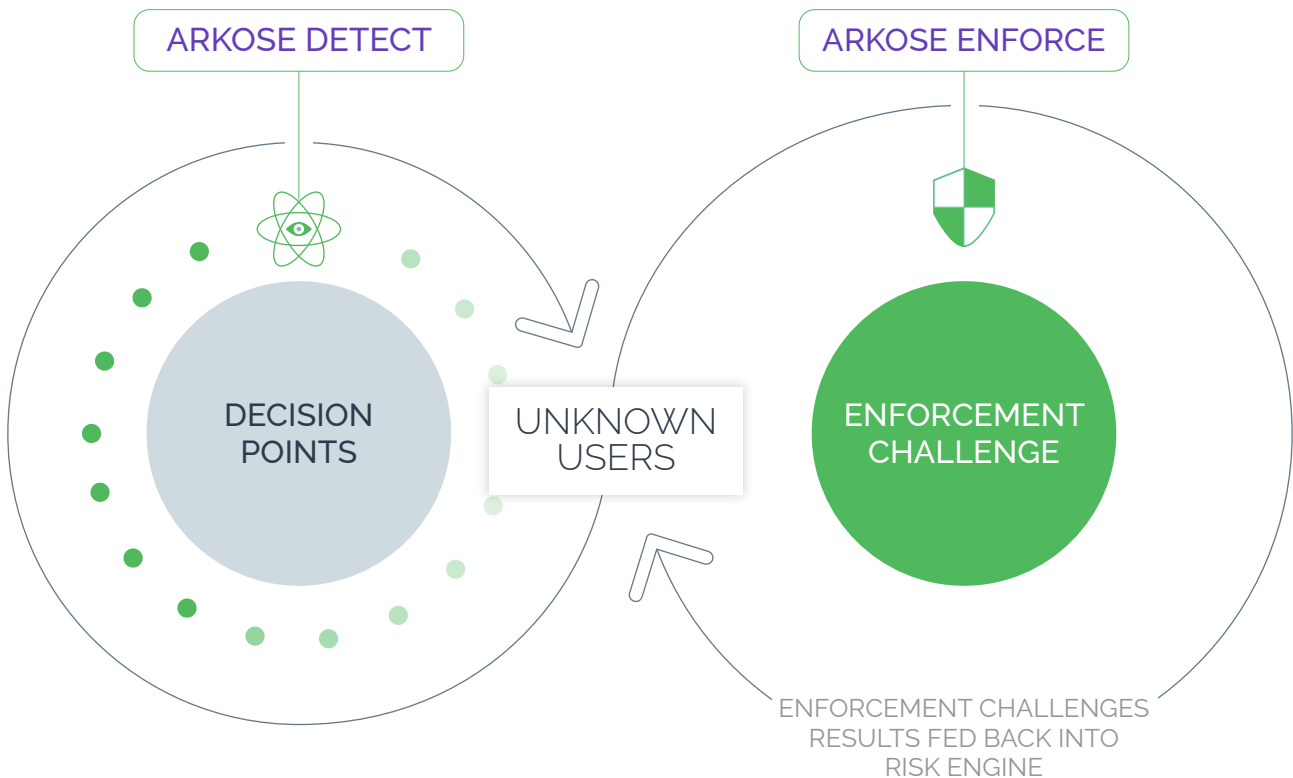 ARKOSE DETECT
ARKOSE ENFORCE
DECISION
POINTS
UNKNOWN
USERS
ENFORCEMENT
CHALLENGE
ENFORCEMENT CHALLENGES
RESULTS FED BACK INTO
RISK ENGINE